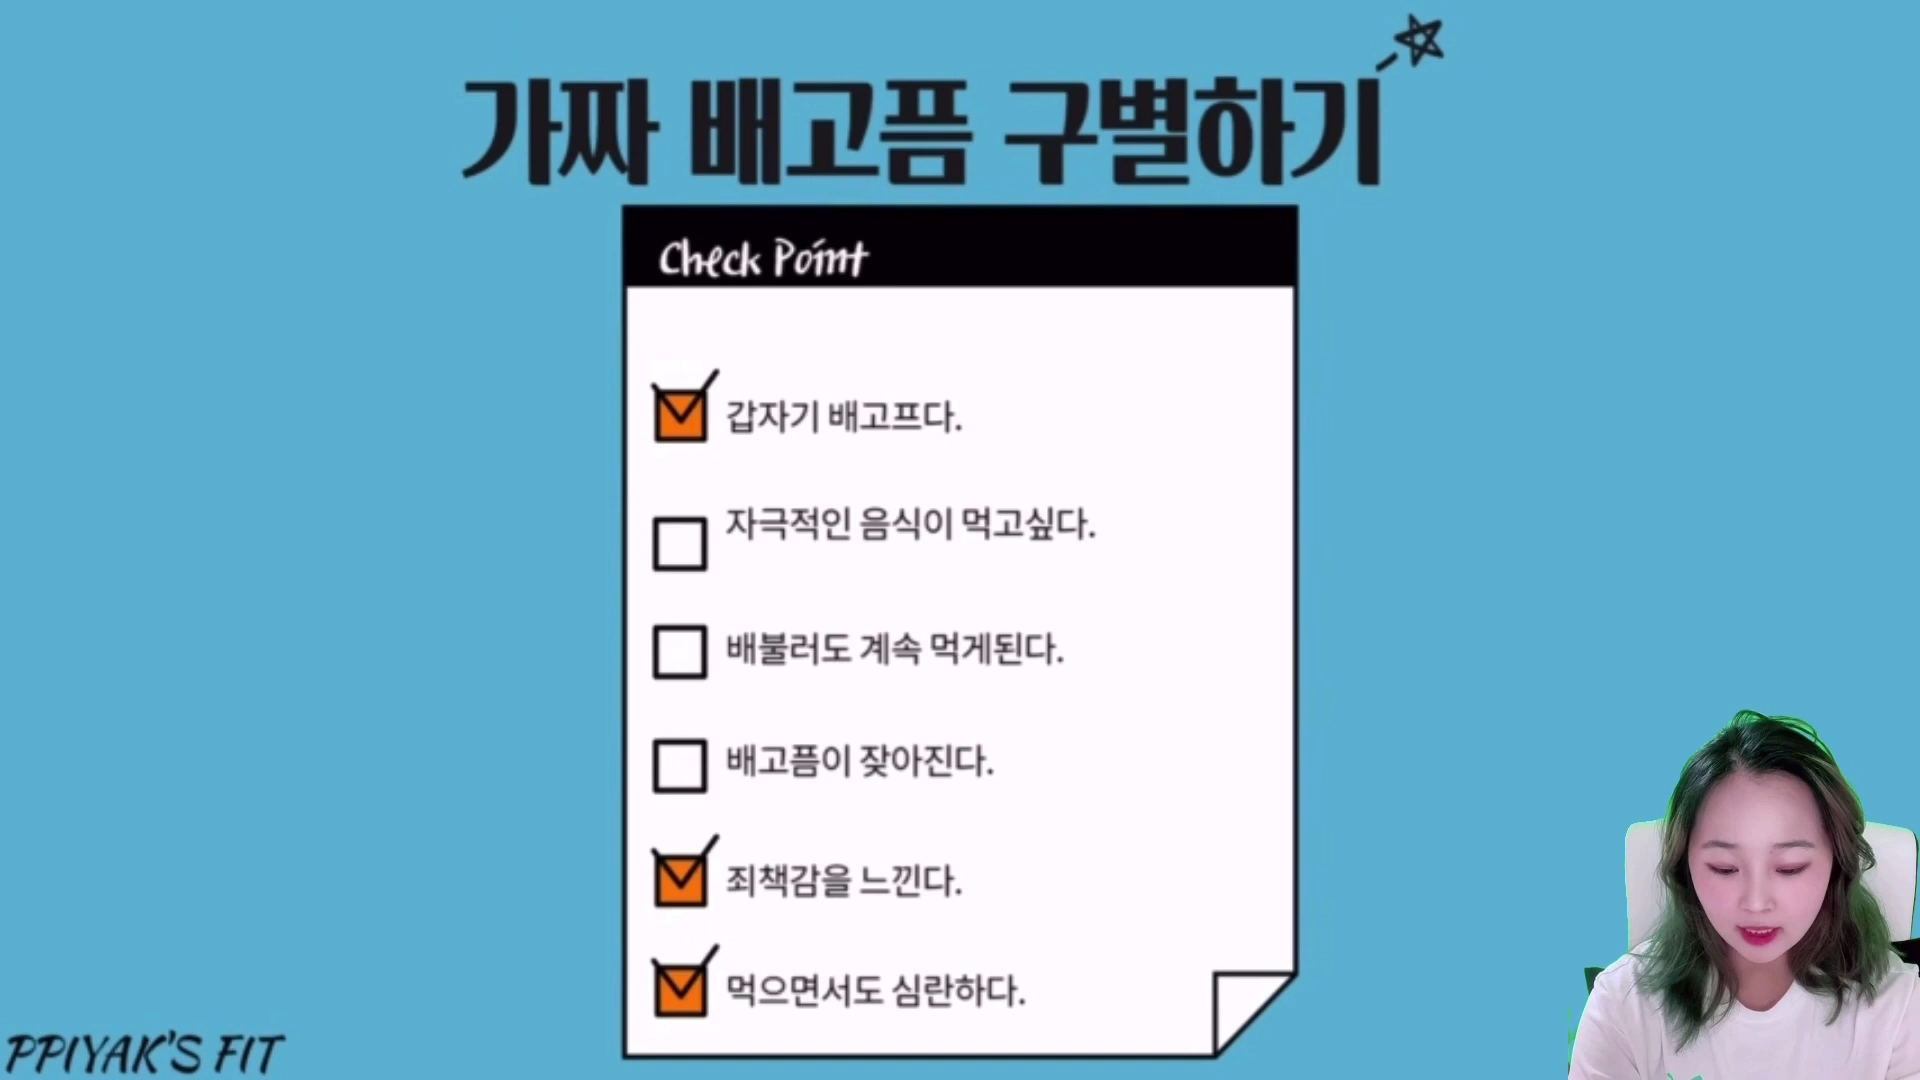 가짜 배고픔 구별하기
Check Point
갑자기 배고프다.
자극적인 음식이 먹고싶다.
배불러도 계속 먹게된다.
배고픔이 잦아진다.
죄책감을 느낀다.
먹으면서도 심란하다.
PPIYAK'S FIT